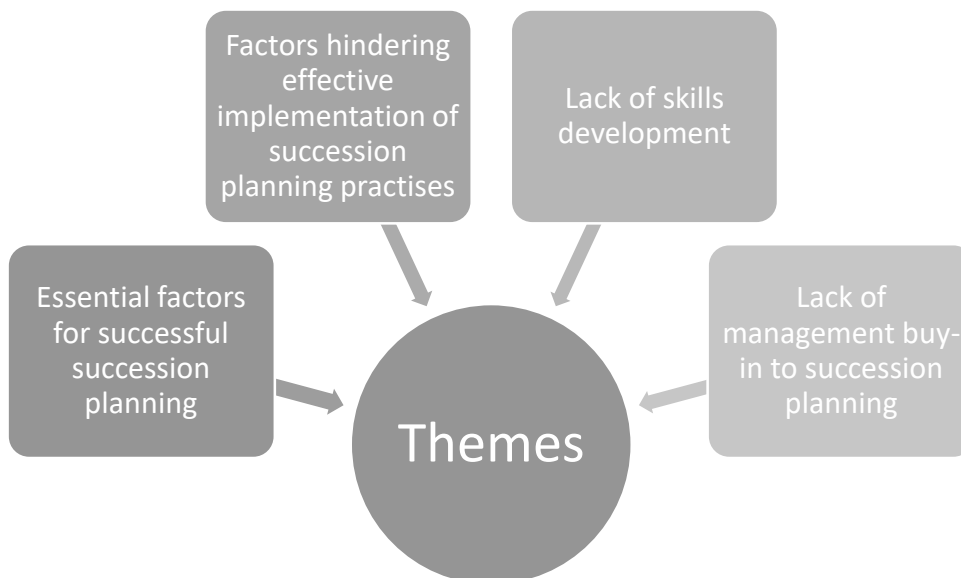 Factors hindering
effective
implementation of
succession
planning practises
Lack of skills
development
Essential factors
for successful
succession
planning
Lack of
management buy-
in to succession
planning
Themes